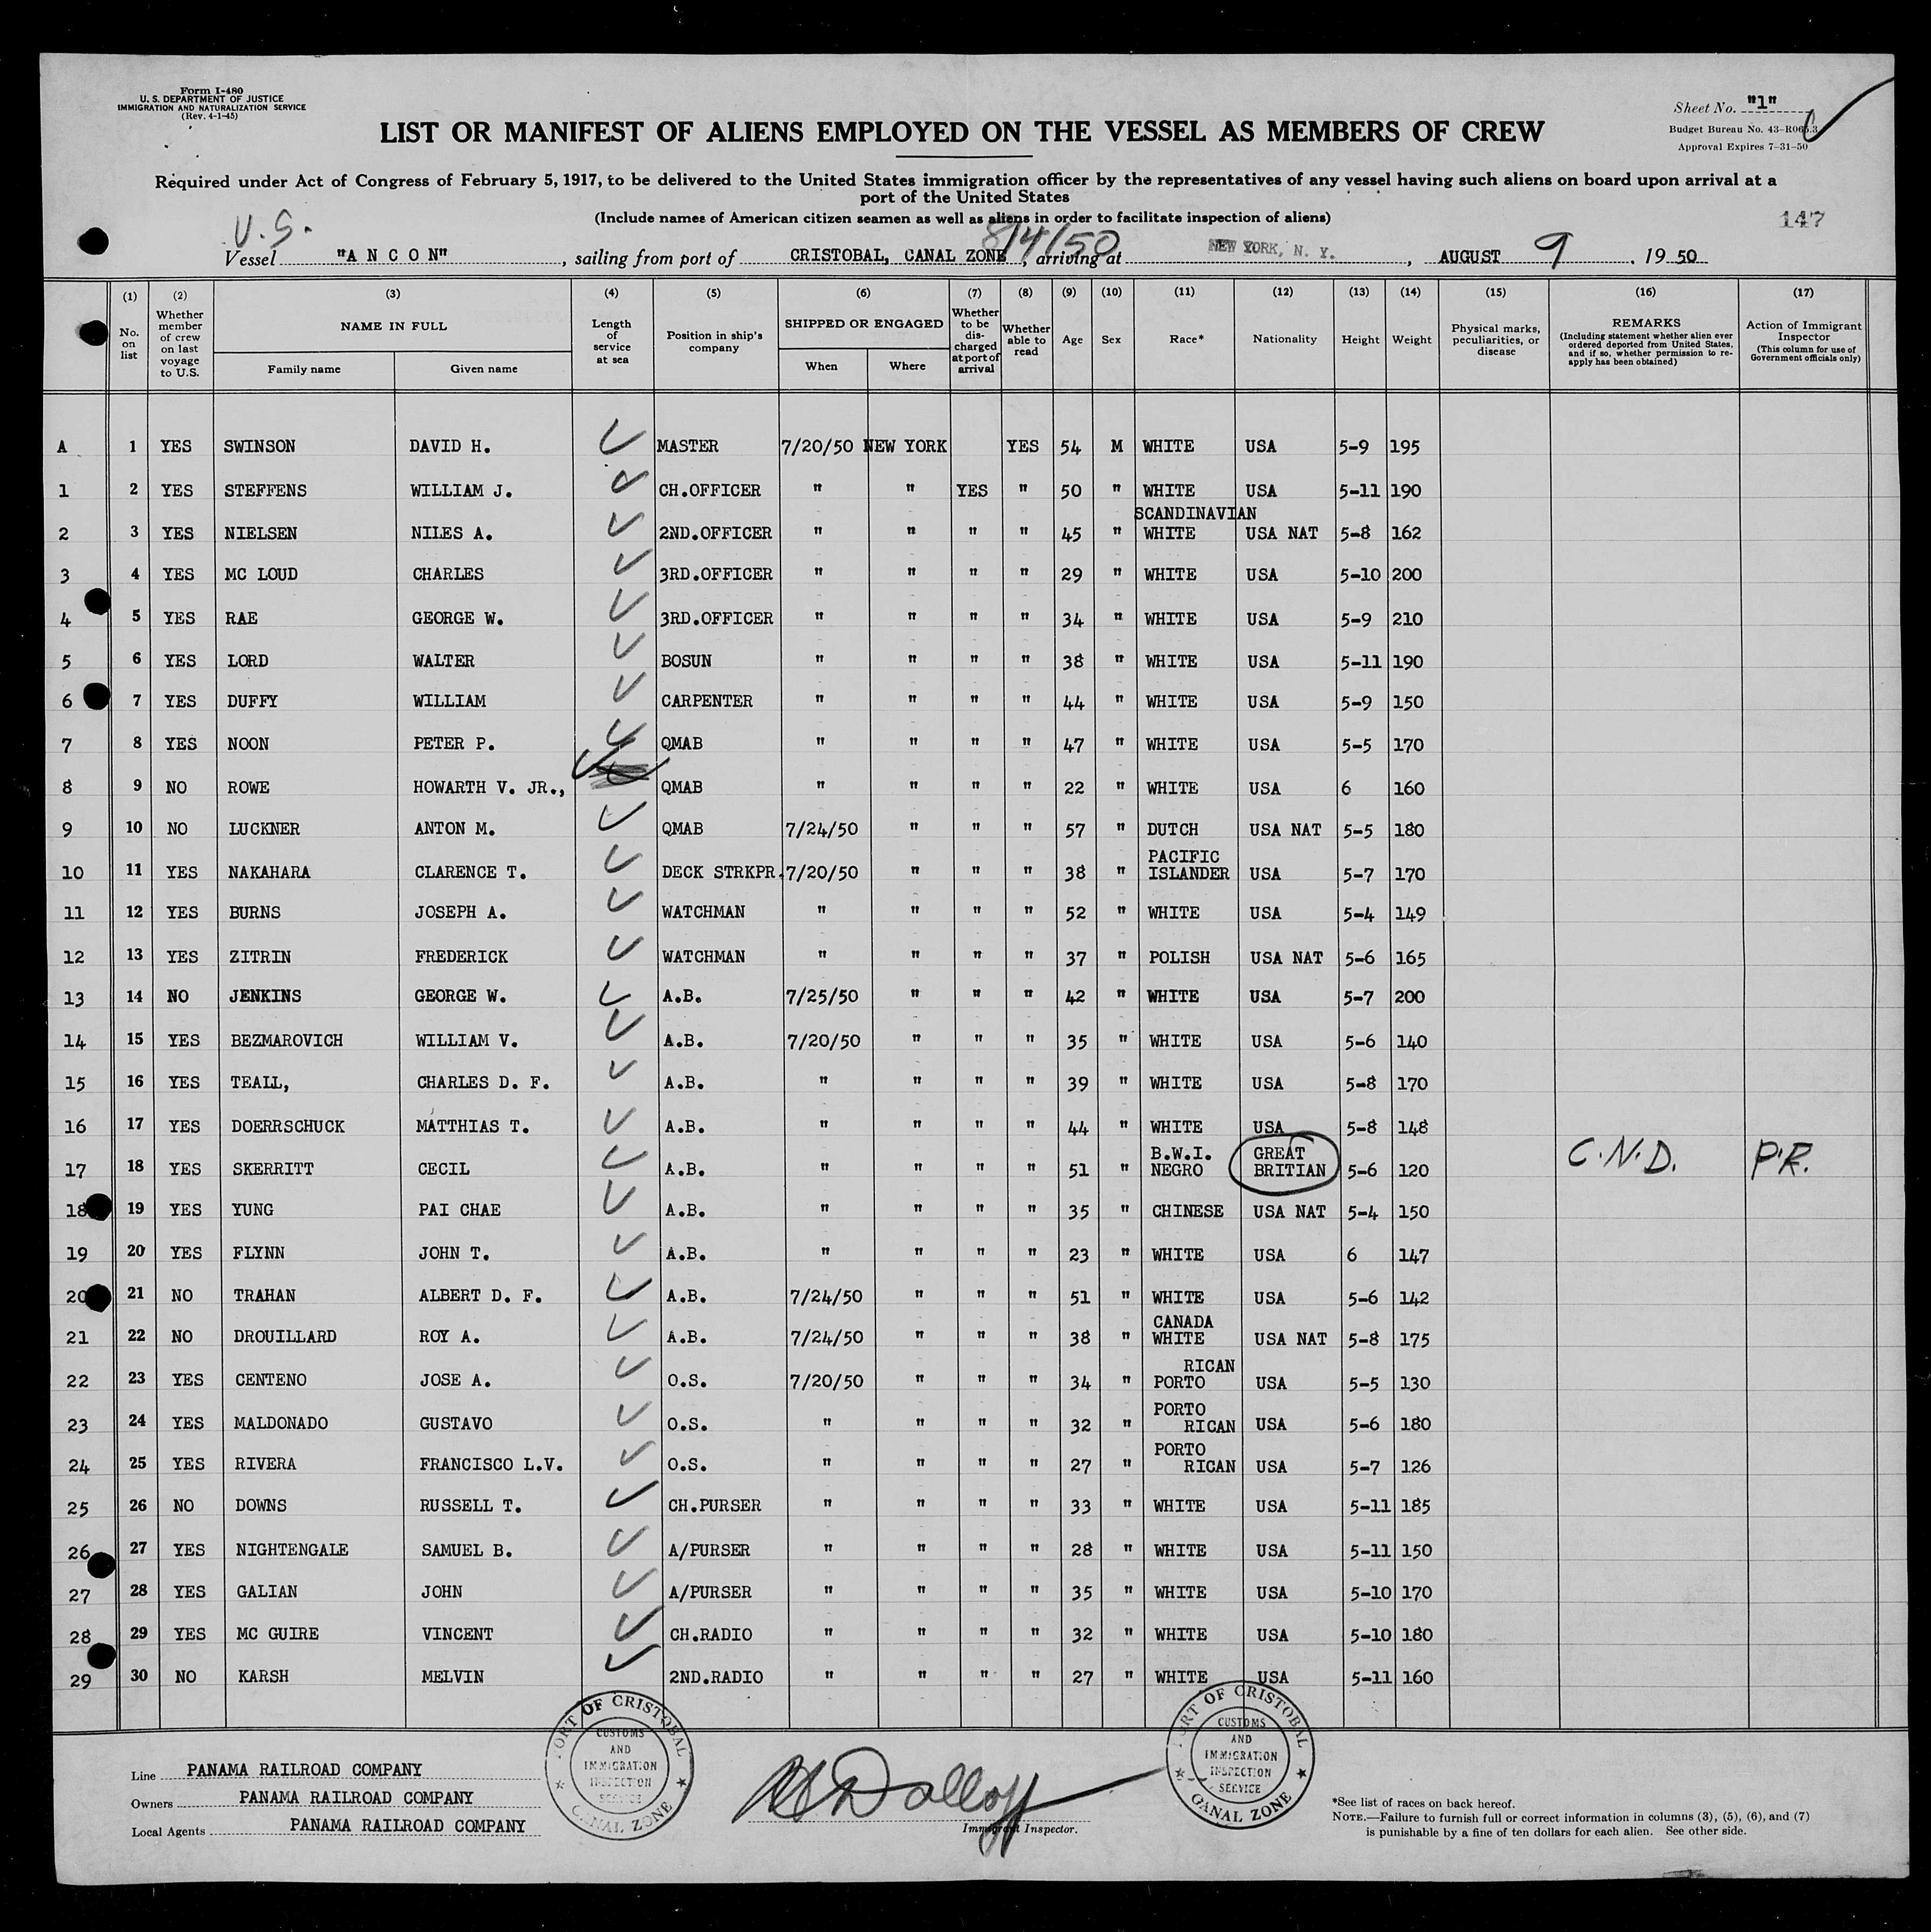 Form I-480
U. S. DEPARTMENT OF JUSTICE
IMMIGRATION AND NATURALIZATION SERVICE
(Rev. 4-1-45)
Sheet No. "1"
Budget Bureau No. 43-R065.3
Approval Expires 7-31-50
LIST OR MANIFEST OF ALIENS EMPLOYED ON THE VESSEL AS MEMBERS OF CREW
Required under Act of Congress of February 5, 1917, to be delivered to the United States immigration officer by the representatives of any vessel having such aliens on board upon arrival at a
port of the United States
(Include names of American citizen seamen as well as aliens in order to facilitate inspection of aliens)
147
U.S. 8/4/50
Vessel "A N C O N", sailing from port of CRISTOBAL, CANAL ZONE, arriving at NEW YORK, N. Y., AUGUST 9, 19 50
(1) (2) (3) (4) (5) (6) (7) (8) (9) (10) (11) (12) (13) (14) (15) (16) (17)
No. on list
Whether member of crew on last voyage to U.S.
NAME IN FULL
Family name Given name
Length of service at sea
Position in ship's company
SHIPPED OR ENGAGED
When Where
Whether to be discharged at port of arrival
Whether able to read
Age Sex Race* Nationality Height Weight
Physical marks, peculiarities, or disease
REMARKS
(Including statement whether alien ever ordered deported from United States, and if so, whether permission to re-apply has been obtained)
Action of Immigrant Inspector
(This column for use of Government officials only)
A 1 YES SWINSON DAVID H. MASTER 7/20/50 NEW YORK YES 54 M WHITE USA 5-9 195
1 2 YES STEFFENS WILLIAM J. CH.OFFICER " " YES " 50 " WHITE USA 5-11 190
2 3 YES NIELSEN NILES A. 2ND.OFFICER " " " " 45 " SCANDINAVIAN WHITE USA NAT 5-8 162
3 4 YES MC LOUD CHARLES 3RD.OFFICER " " " " 29 " WHITE USA 5-10 200
4 5 YES RAE GEORGE W. 3RD.OFFICER " " " " 34 " WHITE USA 5-9 210
5 6 YES LORD WALTER BOSUN " " " " 38 " WHITE USA 5-11 190
6 7 YES DUFFY WILLIAM CARPENTER " " " " 44 " WHITE USA 5-9 150
7 8 YES NOON PETER P. QMAB " " " " 47 " WHITE USA 5-5 170
8 9 NO ROWE HOWARTH V. JR., QMAB " " " " 22 " WHITE USA 6 160
9 10 NO LUCKNER ANTON M. QMAB 7/24/50 " " " 57 " DUTCH USA NAT 5-5 180
10 11 YES NAKAHARA CLARENCE T. DECK STRKPR. 7/20/50 " " " 38 " PACIFIC ISLANDER USA 5-7 170
11 12 YES BURNS JOSEPH A. WATCHMAN " " " " 52 " WHITE USA 5-4 149
12 13 YES ZITRIN FREDERICK WATCHMAN " " " " 37 " POLISH USA NAT 5-6 165
13 14 NO JENKINS GEORGE W. A.B. 7/25/50 " " " 42 " WHITE USA 5-7 200
14 15 YES BEZMAROVICH WILLIAM V. A.B. 7/20/50 " " " 35 " WHITE USA 5-6 140
15 16 YES TEALL, CHARLES D. F. A.B. " " " " 39 " WHITE USA 5-8 170
16 17 YES DOERRSCHUCK MATTHIAS T. A.B. " " " " 44 " WHITE USA 5-8 148
17 18 YES SKERRITT CECIL A.B. " " " " 51 " B.W.I. NEGRO GREAT BRITIAN 5-6 120 C.N.D. P.R.
18 19 YES YUNG PAI CHAE A.B. " " " " 35 " CHINESE USA NAT 5-4 150
19 20 YES FLYNN JOHN T. A.B. " " " " 23 " WHITE USA 6 147
20 21 NO TRAHAN ALBERT D. F. A.B. 7/24/50 " " " 51 " WHITE USA 5-6 142
21 22 NO DROUILLARD ROY A. A.B. 7/24/50 " " " 38 " CANADA WHITE USA NAT 5-8 175
22 23 YES CENTENO JOSE A. O.S. 7/20/50 " " " 34 " RICAN PORTO USA 5-5 130
23 24 YES MALDONADO GUSTAVO O.S. " " " " 32 " PORTO RICAN USA 5-6 180
24 25 YES RIVERA FRANCISCO L.V. O.S. " " " " 27 " PORTO RICAN USA 5-7 126
25 26 NO DOWNS RUSSELL T. CH.PURSER " " " " 33 " WHITE USA 5-11 185
26 27 YES NIGHTENGALE SAMUEL B. A/PURSER " " " " 28 " WHITE USA 5-11 150
27 28 YES GALIAN JOHN A/PURSER " " " " 35 " WHITE USA 5-10 170
28 29 YES MC GUIRE VINCENT CH.RADIO " " " " 32 " WHITE USA 5-10 180
29 30 NO KARSH MELVIN 2ND.RADIO " " " " 27 " WHITE USA 5-11 160
Line PANAMA RAILROAD COMPANY
Owners PANAMA RAILROAD COMPANY
Local Agents PANAMA RAILROAD COMPANY
PORT OF CRISTOBAL
CUSTOMS
AND
IMMIGRATION
INSPECTION
SERVICE
CANAL ZONE
Immigrant Inspector.
PORT OF CRISTOBAL
CUSTOMS
AND
IMMIGRATION
INSPECTION
SERVICE
CANAL ZONE
*See list of races on back hereof.
NOTE.—Failure to furnish full or correct information in columns (3), (5), (6), and (7)
is punishable by a fine of ten dollars for each alien. See other side.